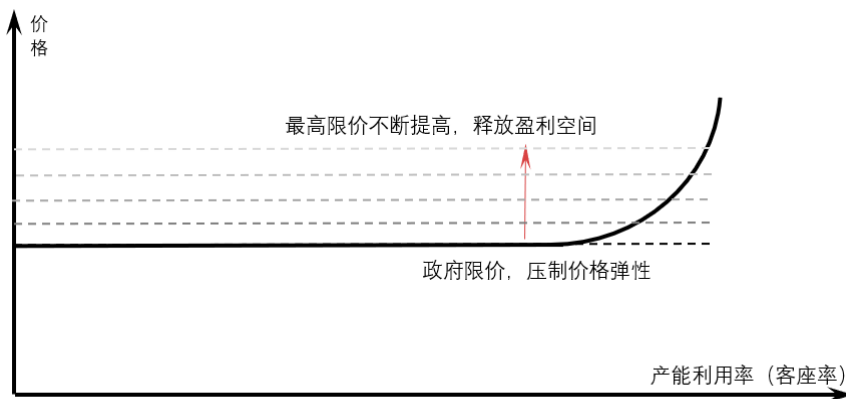 价
格
最高限价不断提高，释放盈利空间
政府限价，压制价格弹性
产能利用率（客座率）